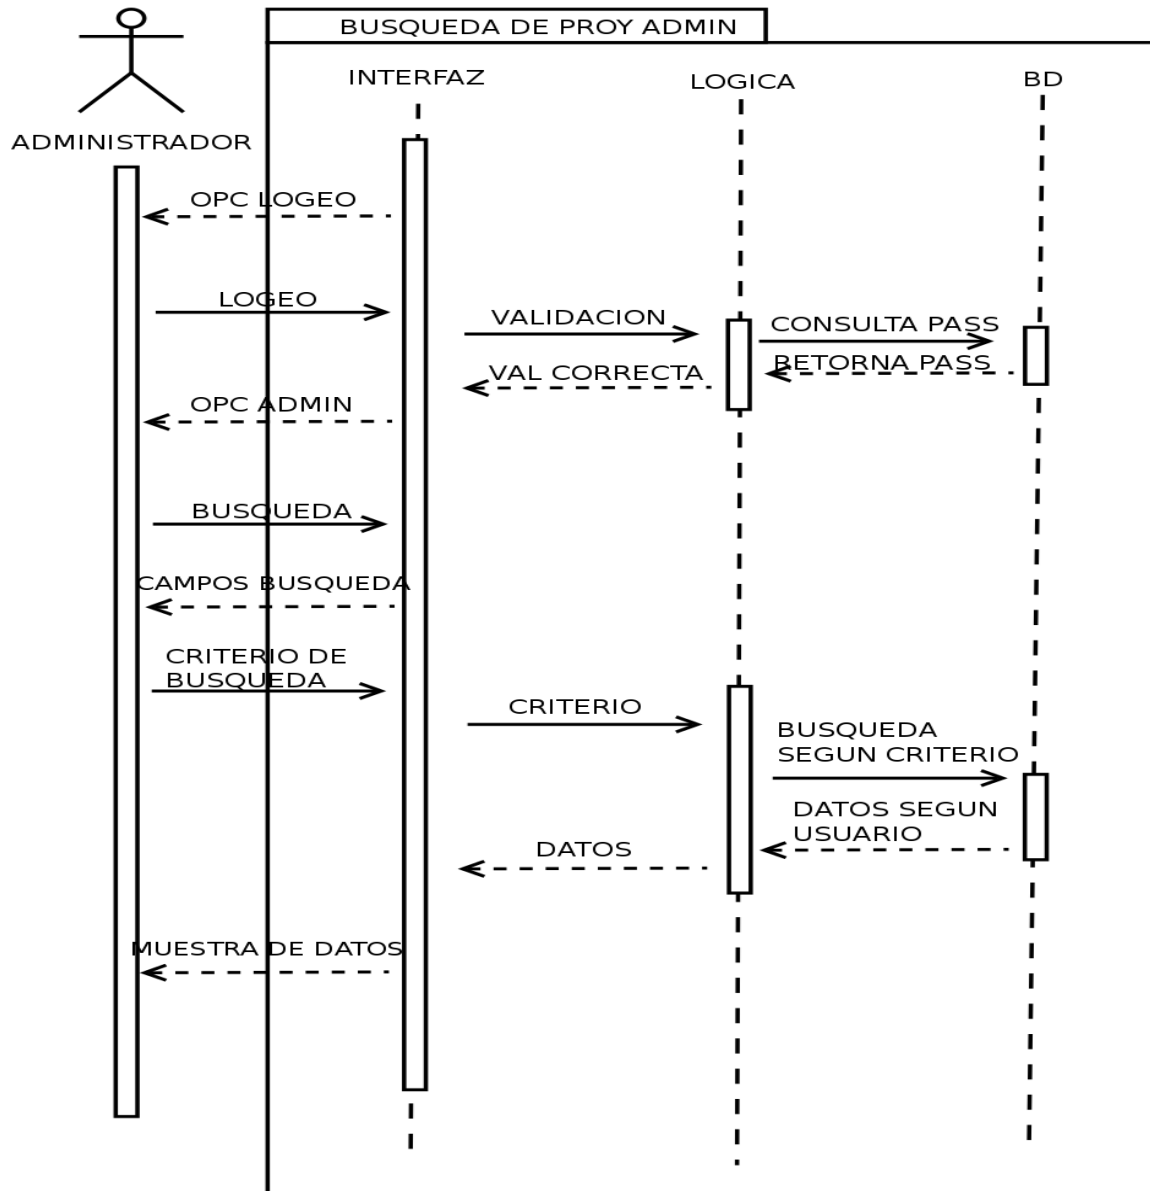 BUSQUEDA DE PROY ADMIN
INTERFAZ
LOGICA
BD
ADMINISTRADOR
OPC LOGEO
LOGEO
VALIDACION
CONSULTA PASS
RETORNA PASS
VAL CORRECTA
OPC ADMIN
BUSQUEDA
CAMPOS BUSQUEDA
CRITERIO DE
BUSQUEDA
CRITERIO
BUSQUEDA
SEGUN CRITERIO
DATOS SEGUN
USUARIO
DATOS
MUESTRA DE DATOS